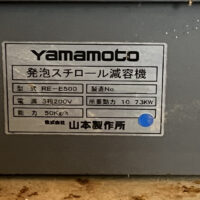 yamamoto
発泡スチロール減容機
型式 RE-E500 製造No.
電源 3相200V 所要動力 10.73KW
能力 50Kg/h
株式会社 山本製作所